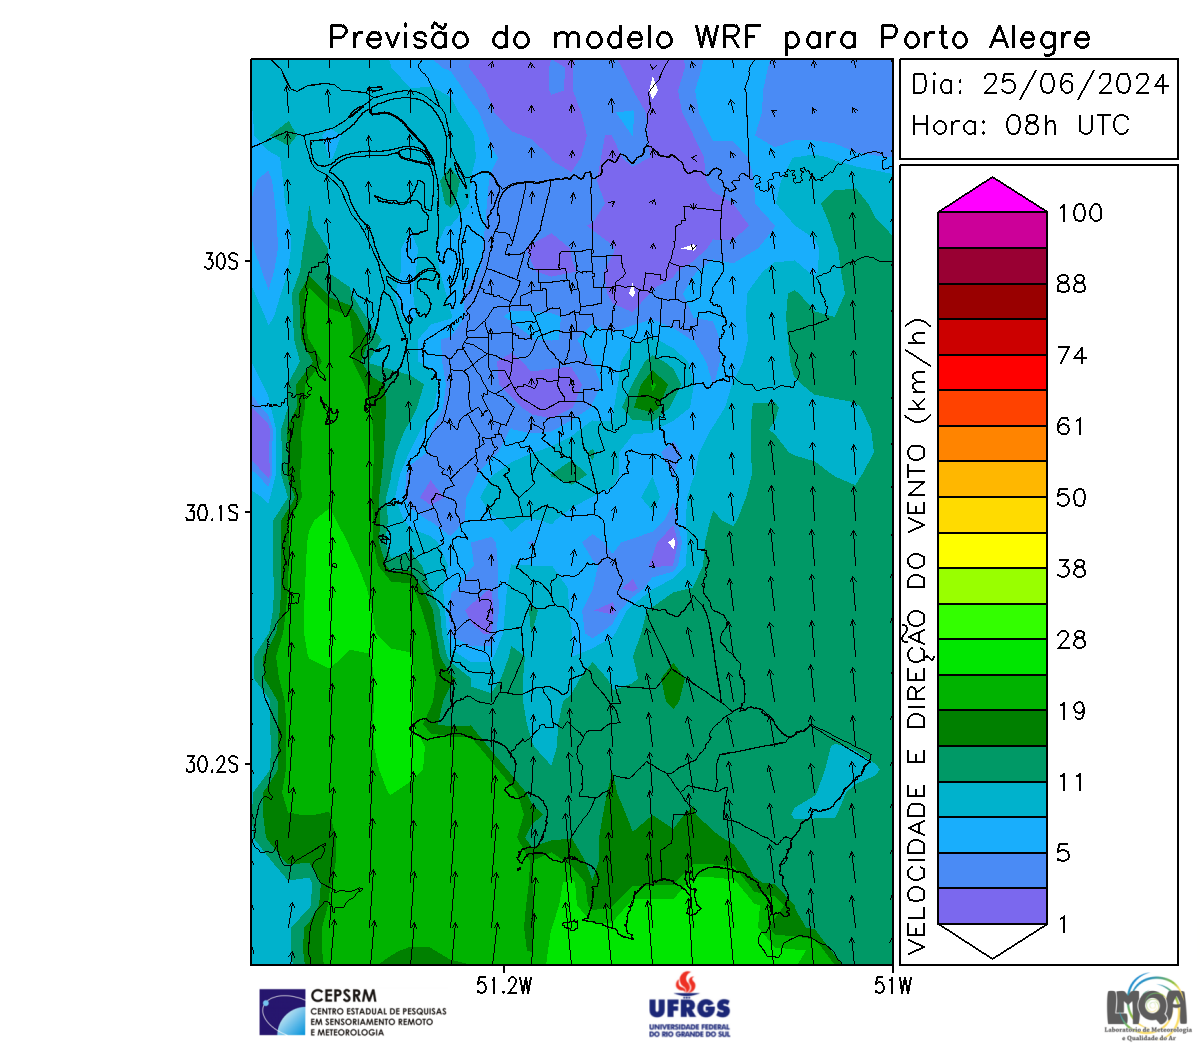 Previsão do modelo WRF para Porto Alegre
Dia: 25/06/2024
Hora: 08h UTC
30S
30.1S
30.2S
51.2W
51W
VELOCIDADE E DIREÇÃO DO VENTO (km/h)
100
88
74
61
50
38
28
19
11
5
1
CEPSRM
CENTRO ESTADUAL DE PESQUISAS
EM SENSORIAMENTO REMOTO
E METEOROLOGIA
UFRGS
UNIVERSIDADE FEDERAL
DO RIO GRANDE DO SUL
LMQA
Laboratório de Meteorologia
e Qualidade do Ar